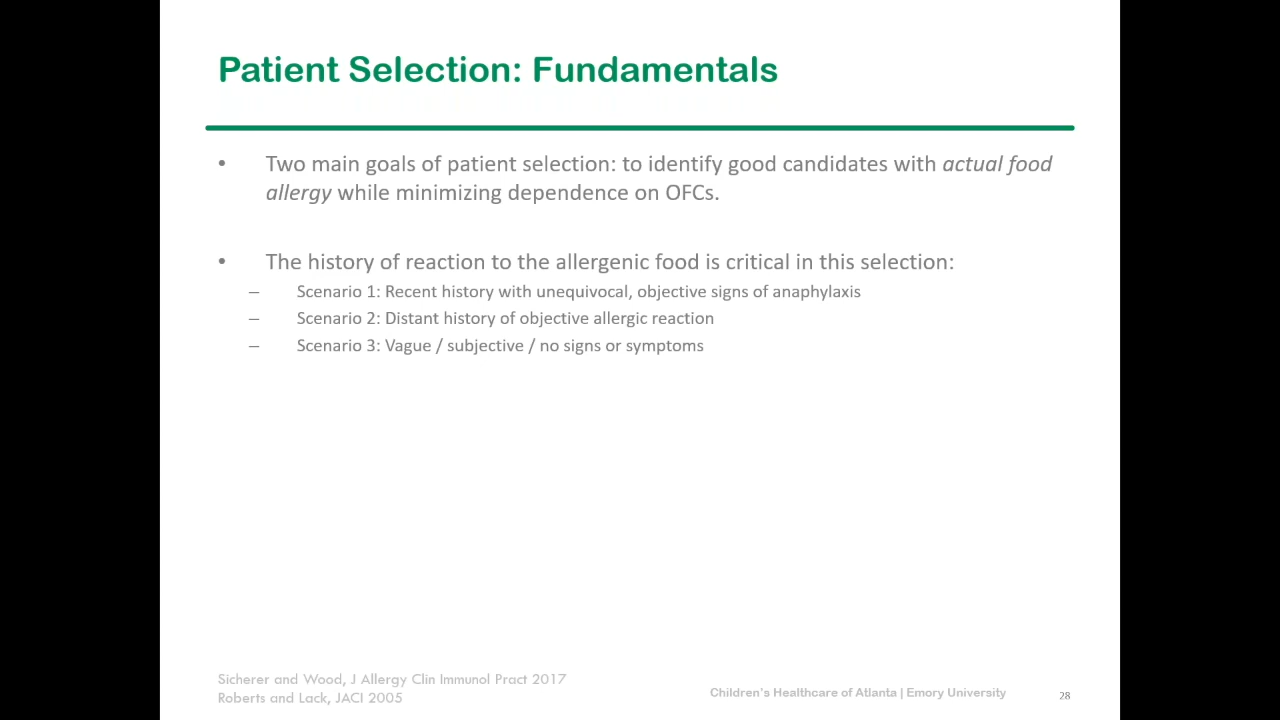 Patient Selection: Fundamentals
• Two main goals of patient selection: to identify good candidates with actual food
allergy while minimizing dependence on OFCs.
• The history of reaction to the allergenic food is critical in this selection:
– Scenario 1: Recent history with unequivocal, objective signs of anaphylaxis
– Scenario 2: Distant history of objective allergic reaction
– Scenario 3: Vague / subjective / no signs or symptoms
Sicherer and Wood, J Allergy Clin Immunol Pract 2017
Roberts and Lack, JACI 2005
Children's Healthcare of Atlanta | Emory University
28